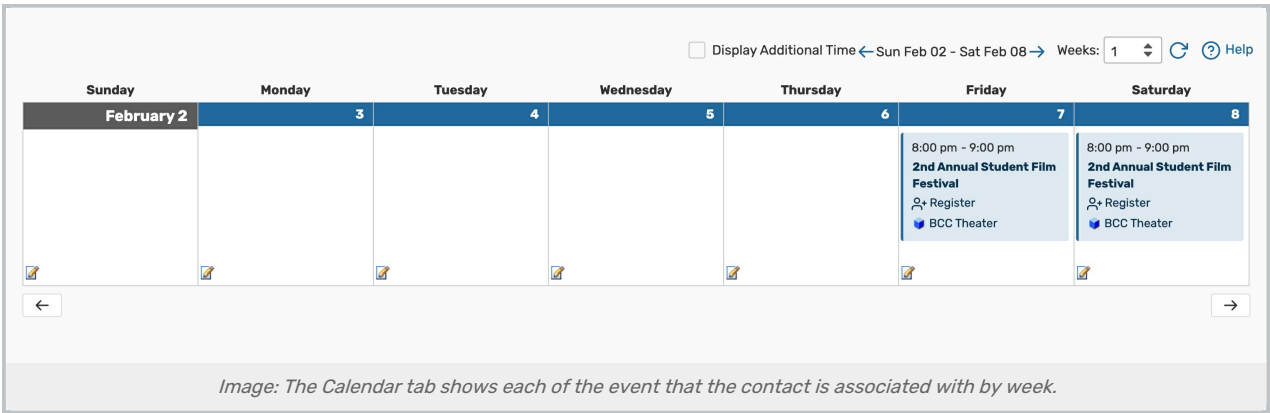 Display Additional Time Sun Feb 02 - Sat Feb 08 Weeks: 1 Help
Sunday Monday Tuesday Wednesday Thursday Friday Saturday
February 2 3 4 5 6 7 8
8:00 pm - 9:00 pm
2nd Annual Student Film
Festival
Register
BCC Theater
8:00 pm - 9:00 pm
2nd Annual Student Film
Festival
Register
BCC Theater
Image: The Calendar tab shows each of the event that the contact is associated with by week.